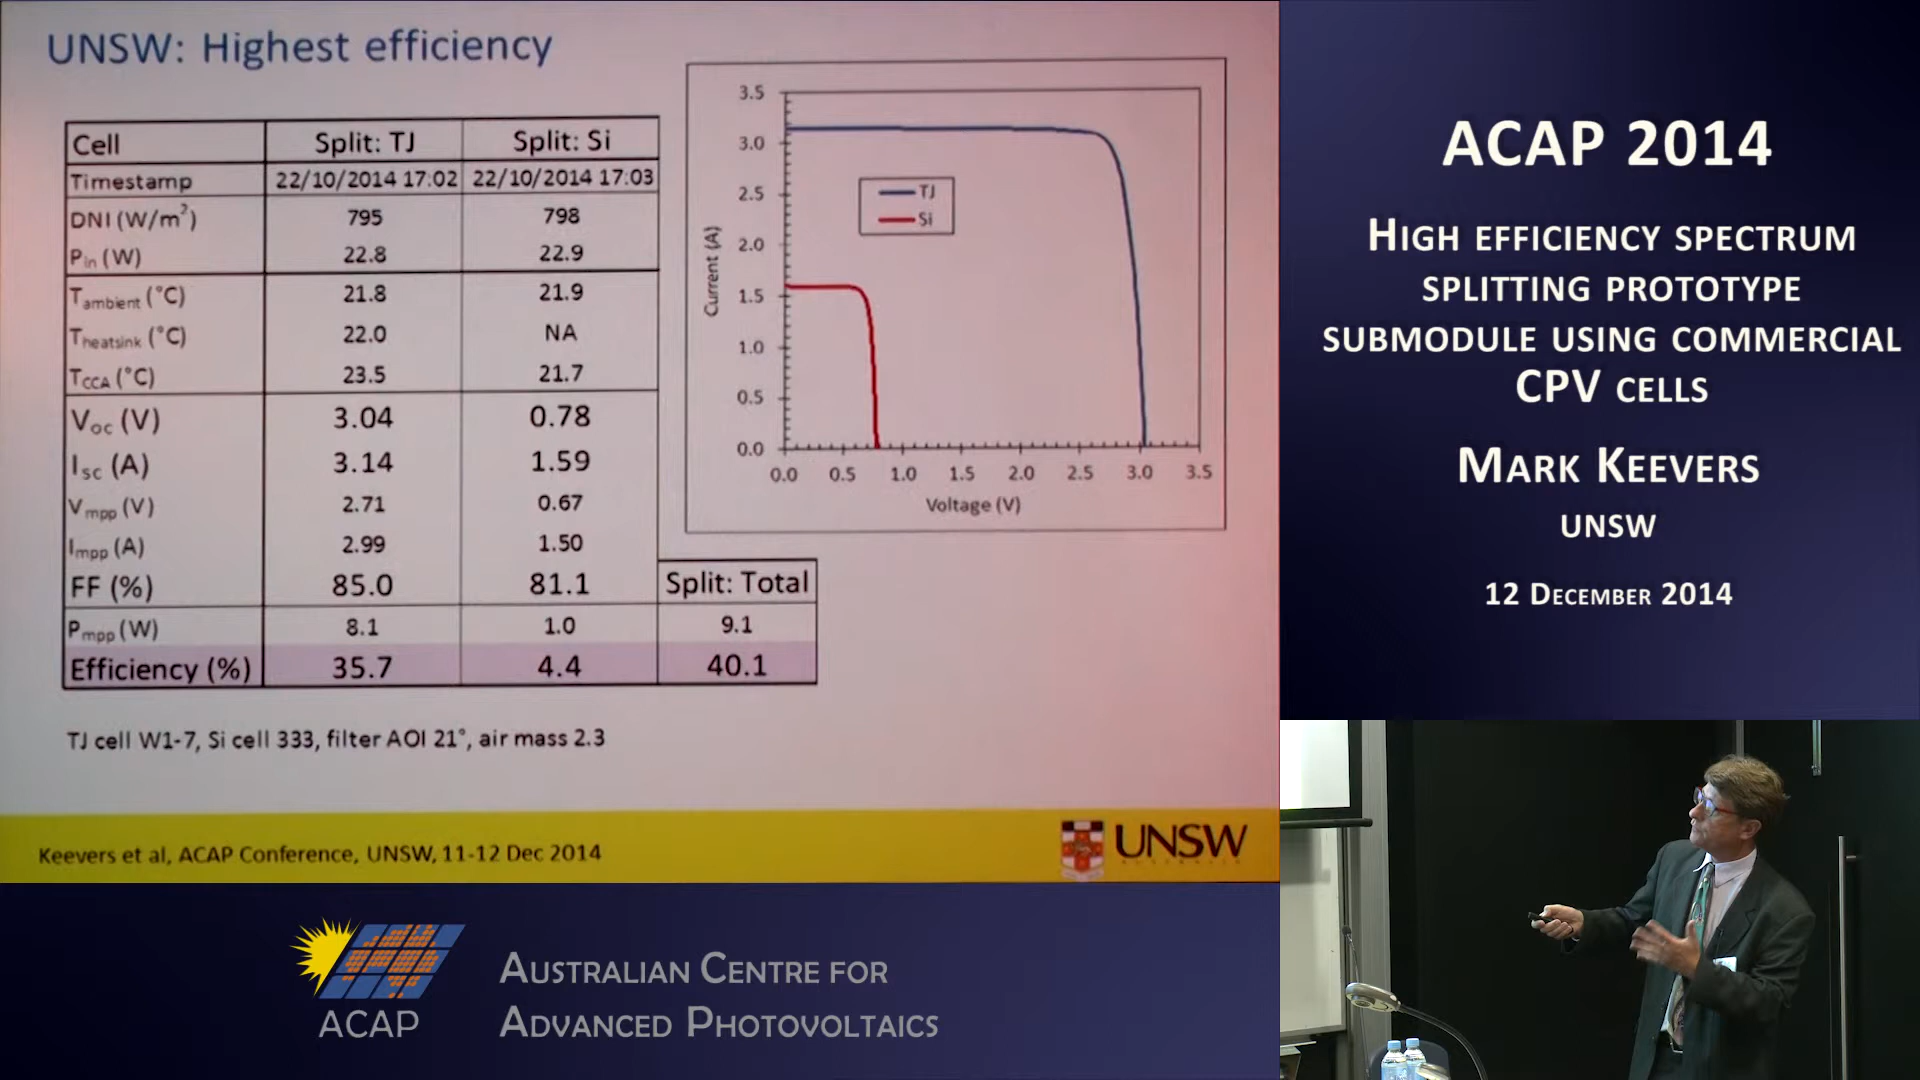 UNSW: Highest efficiency
Cell Split: TJ Split: Si
Timestamp 22/10/2014 17:02 22/10/2014 17:03
DNI (W/m²) 795 798
Pin (W) 22.8 22.9
Tambient (°C) 21.8 21.9
Theatsink (°C) 22.0 NA
TCCA (°C) 23.5 21.7
Voc (V) 3.04 0.78
Isc (A) 3.14 1.59
Vmpp (V) 2.71 0.67
Impp (A) 2.99 1.50
FF (%) 85.0 81.1 Split: Total
Pmpp (W) 8.1 1.0 9.1
Efficiency (%) 35.7 4.4 40.1
TJ cell W1-7, Si cell 333, filter AOI 21°, air mass 2.3
3.5
3.0
2.5
2.0
1.5
1.0
0.5
0.0
Current (A)
TJ
Si
0.0 0.5 1.0 1.5 2.0 2.5 3.0 3.5
Voltage (V)
Keevers et al, ACAP Conference, UNSW, 11-12 Dec 2014
UNSW
ACAP
AUSTRALIAN CENTRE FOR
ADVANCED PHOTOVOLTAICS
ACAP 2014
HIGH EFFICIENCY SPECTRUM
SPLITTING PROTOTYPE
SUBMODULE USING COMMERCIAL
CPV CELLS
MARK KEEVERS
UNSW
12 DECEMBER 2014